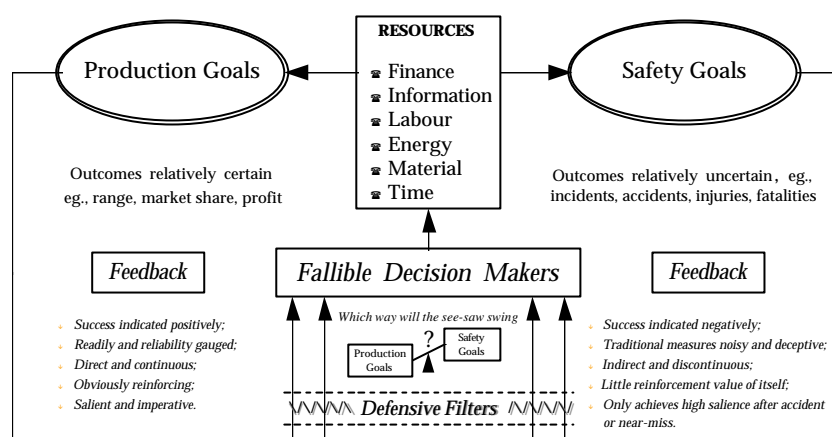 RESOURCES
Production Goals
Safety Goals
Finance
Information
Labour
Energy
Material
Time
Outcomes relatively certain
eg., range, market share, profit
Outcomes relatively uncertain, eg.,
incidents, accidents, injuries, fatalities
Feedback
Fallible Decision Makers
Feedback
Success indicated positively;
Readily and reliability gauged;
Direct and continuous;
Obviously reinforcing;
Salient and imperative.
Which way will the see-saw swing
?
Production
Goals
Safety
Goals
Defensive Filters
Success indicated negatively;
Traditional measures noisy and deceptive;
Indirect and discontinuous;
Little reinforcement value of itself;
Only achieves high salience after accident
or near-miss.